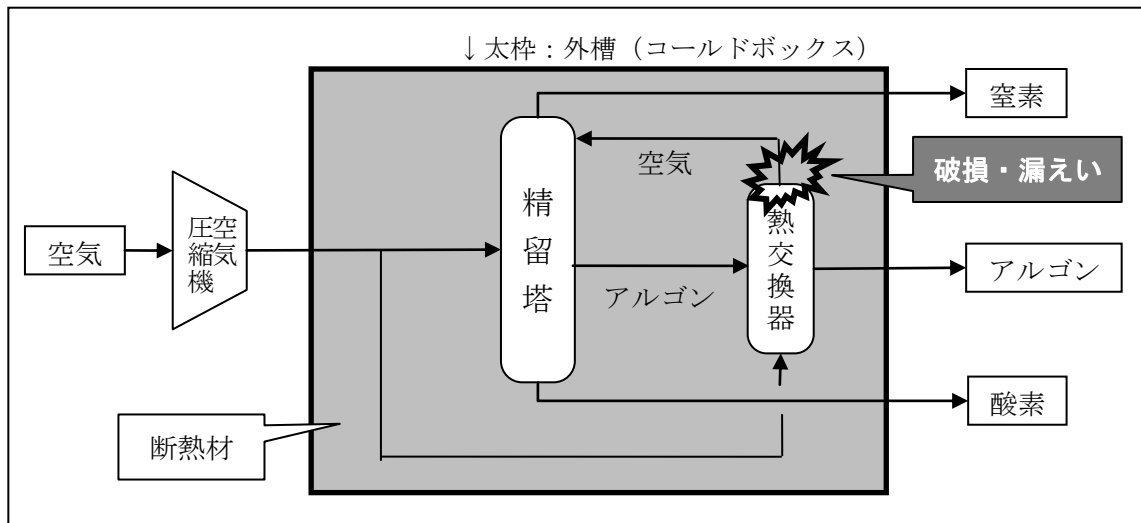 ↓太枠：外槽（コールドボックス）
窒素
空気
破損・漏えい
精留塔
熱交換器
空気
空気圧縮機
アルゴン
アルゴン
酸素
断熱材